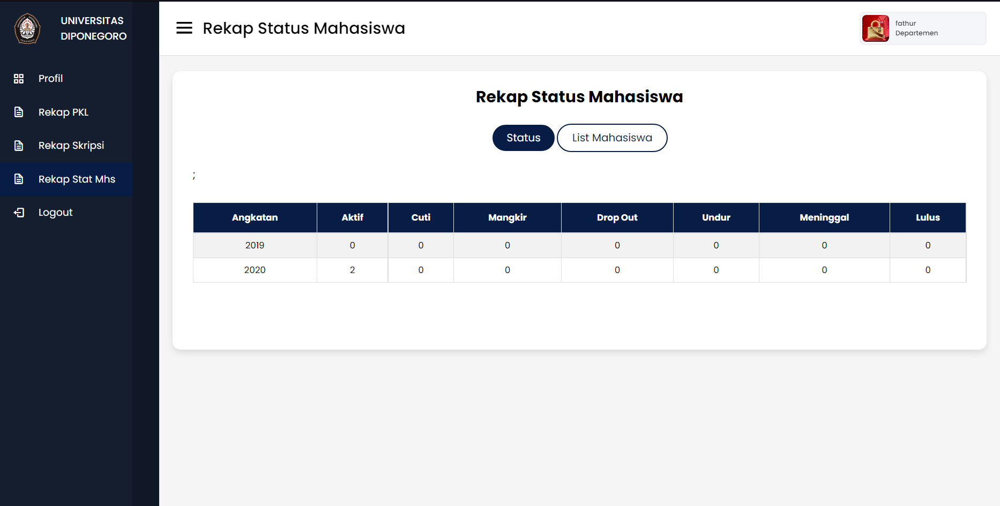 UNIVERSITAS
DIPONEGORO
Profil
Rekap PKL
Rekap Skripsi
Rekap Stat Mhs
Logout
Rekap Status Mahasiswa
fathur
Departemen
Rekap Status Mahasiswa
Status List Mahasiswa
;
Angkatan Aktif Cuti Mangkir Drop Out Undur Meninggal Lulus
2019 0 0 0 0 0 0 0
2020 2 0 0 0 0 0 0